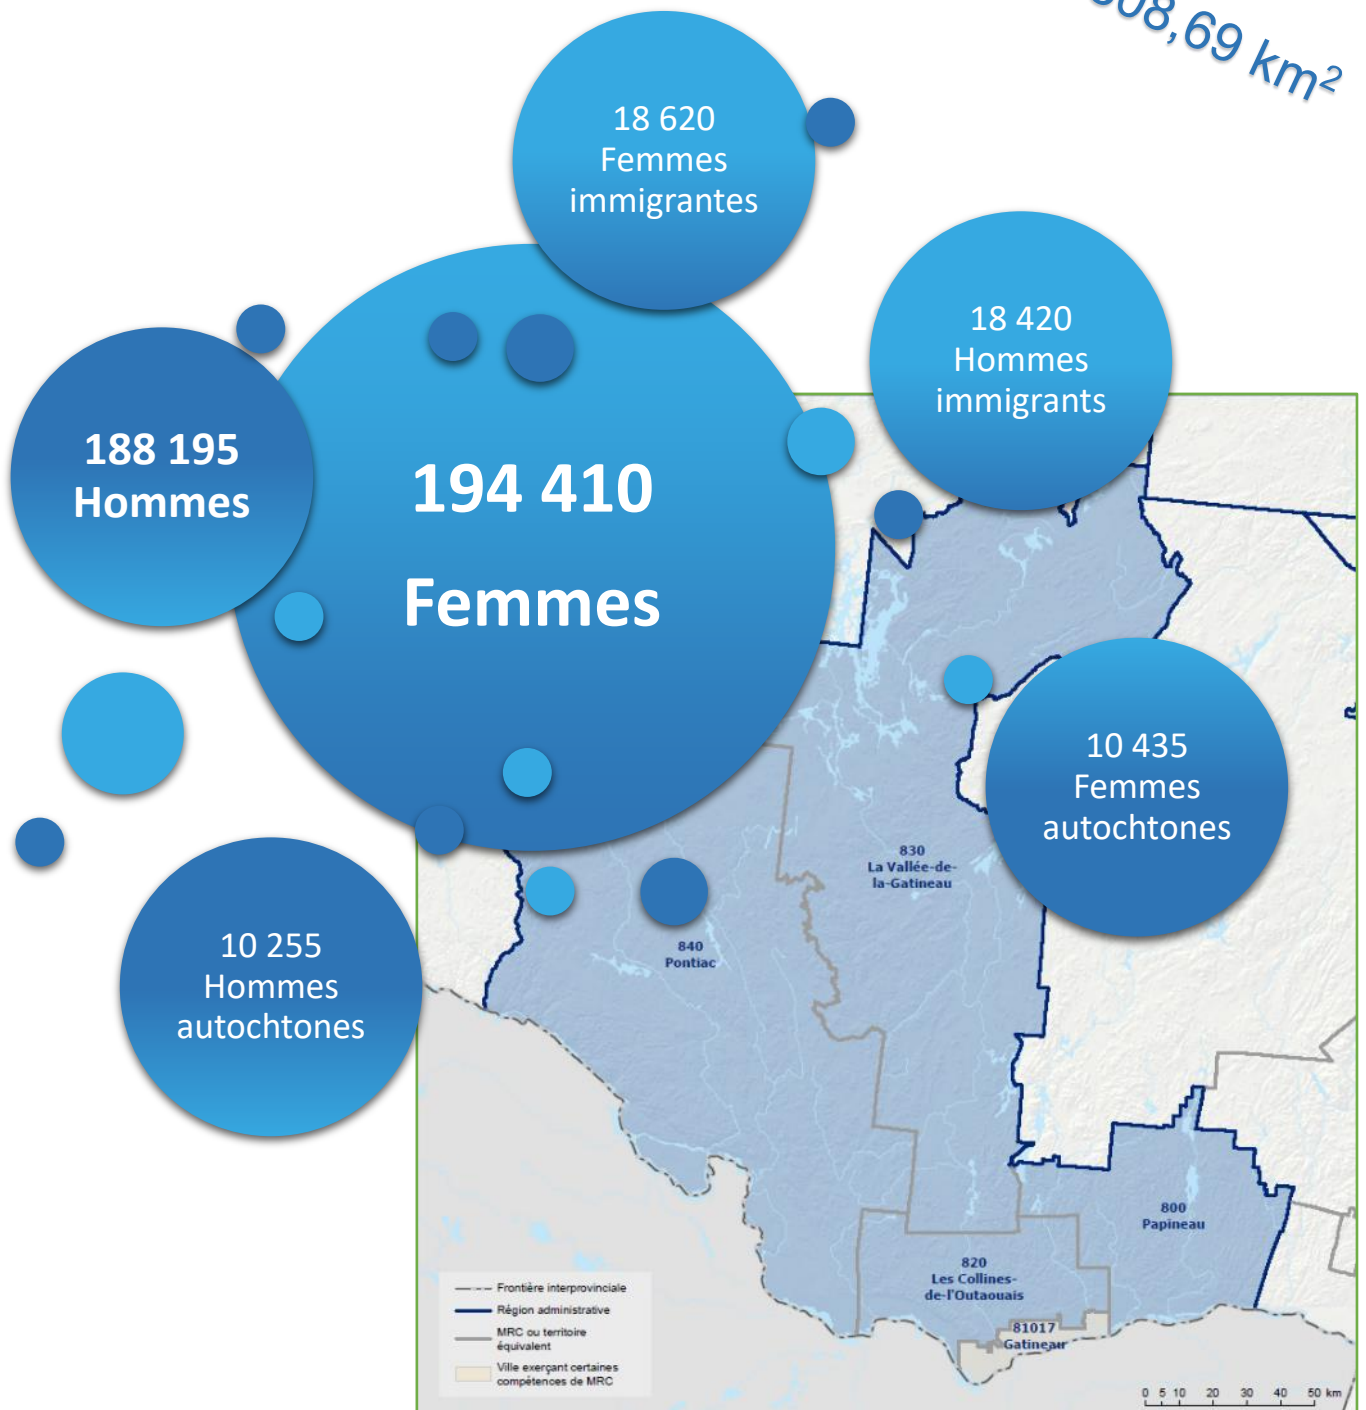 308,69 km²
18 620
Femmes
immigrantes
18 420
Hommes
immigrants
188 195
Hommes
194 410
Femmes
10 435
Femmes
autochtones
10 255
Hommes
autochtones
830
La Vallée-de-
la-Gatineau
840
Pontiac
800
Papineau
820
Les Collines-
de-l'Outaouais
81017
Gatineau
Frontière interprovinciale
Région administrative
MRC ou territoire
équivalent
Ville exerçant certaines
compétences de MRC
0 5 10 20 30 40 50 km